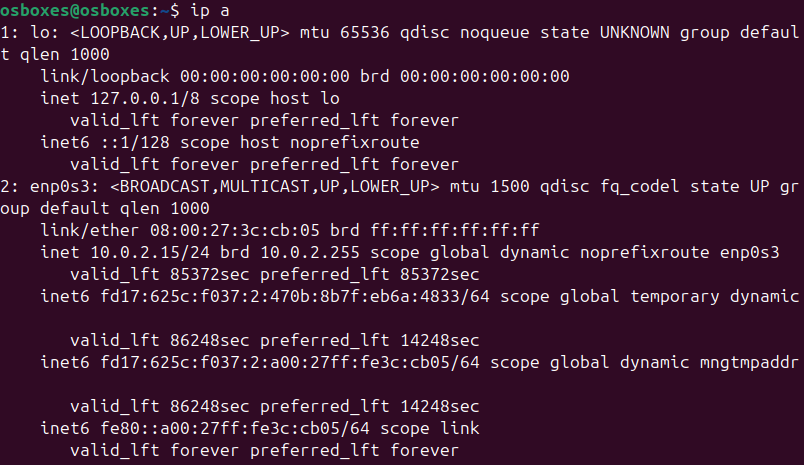 osboxes@osboxes:~$ ip a
1: lo: <LOOPBACK,UP,LOWER_UP> mtu 65536 qdisc noqueue state UNKNOWN group defaul
t qlen 1000
    link/loopback 00:00:00:00:00:00 brd 00:00:00:00:00:00
    inet 127.0.0.1/8 scope host lo
       valid_lft forever preferred_lft forever
    inet6 ::1/128 scope host noprefixroute
       valid_lft forever preferred_lft forever
2: enp0s3: <BROADCAST,MULTICAST,UP,LOWER_UP> mtu 1500 qdisc fq_codel state UP gr
oup default qlen 1000
    link/ether 08:00:27:3c:cb:05 brd ff:ff:ff:ff:ff:ff
    inet 10.0.2.15/24 brd 10.0.2.255 scope global dynamic noprefixroute enp0s3
       valid_lft 85372sec preferred_lft 85372sec
    inet6 fd17:625c:f037:2:470b:8b7f:eb6a:4833/64 scope global temporary dynamic
       valid_lft 86248sec preferred_lft 14248sec
    inet6 fd17:625c:f037:2:a00:27ff:fe3c:cb05/64 scope global dynamic mngtmpaddr
       valid_lft 86248sec preferred_lft 14248sec
    inet6 fe80::a00:27ff:fe3c:cb05/64 scope link
       valid_lft forever preferred_lft forever